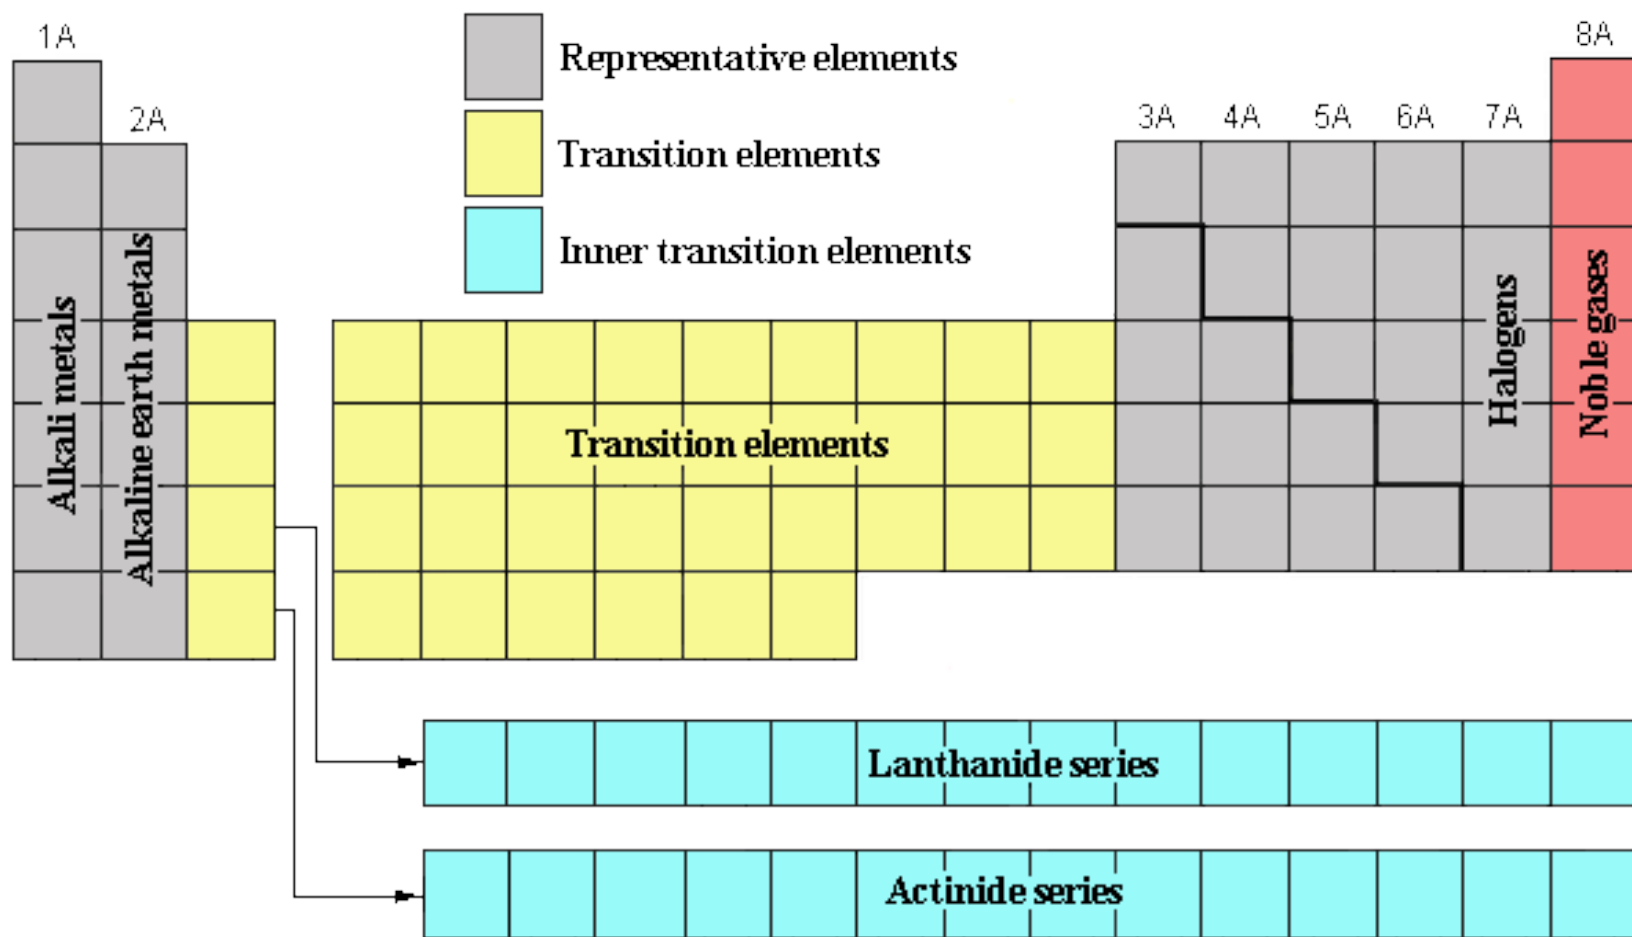 1A
8A
2A
3A 4A 5A 6A 7A
Representative elements
Transition elements
Inner transition elements
Alkali metals
Alkaline earth metals
Transition elements
Halogens
Noble gases
Lanthanide series
Actinide series